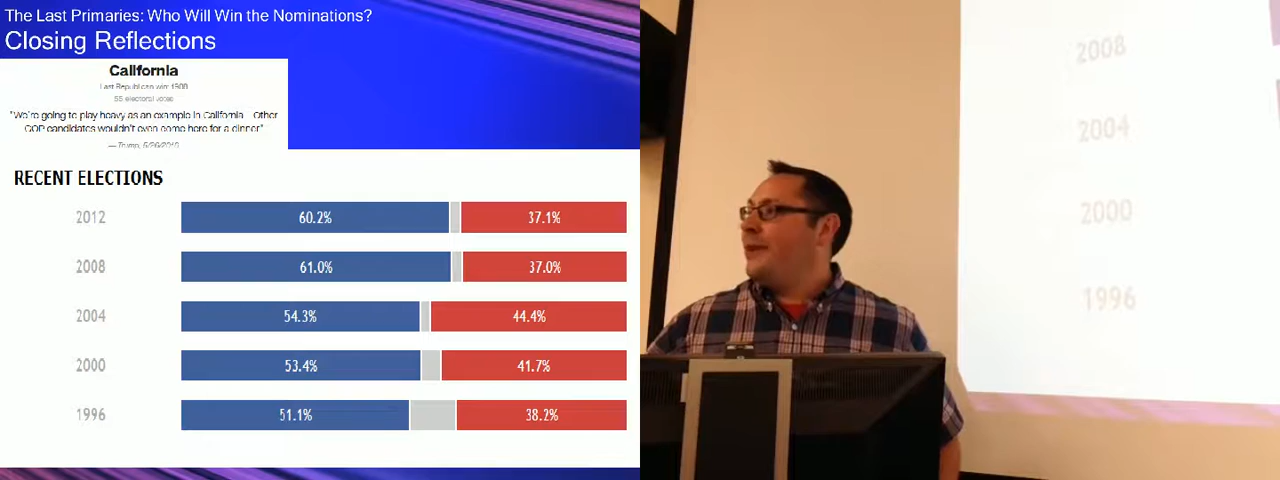 The Last Primaries: Who Will Win the Nominations?
Closing Reflections
California
Last Republican win: 1988
55 electoral votes
"We're going to play heavy as an example in California. Other
GOP candidates wouldn't even come here for a dinner"
— Trump, 5/26/2016
RECENT ELECTIONS
2012 60.2% 37.1%
2008 61.0% 37.0%
2004 54.3% 44.4%
2000 53.4% 41.7%
1996 51.1% 38.2%
2008
2004
2000
1996